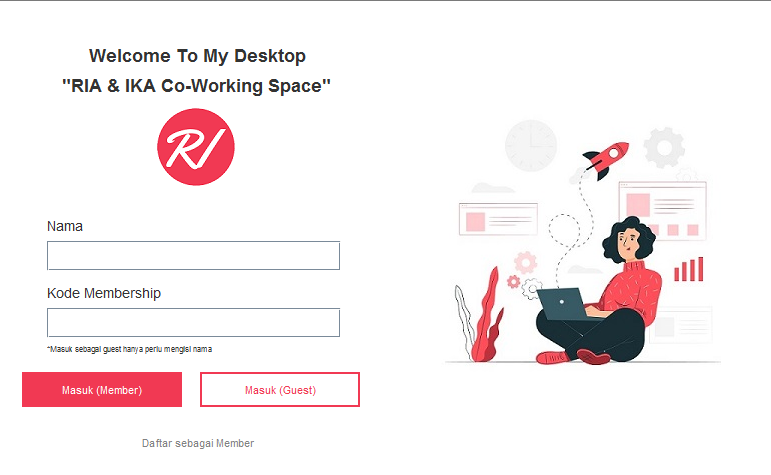 Welcome To My Desktop
"RIA & IKA Co-Working Space"
RI
Nama
Kode Membership
*Masuk sebagai guest hanya perlu mengisi nama
Masuk (Member)
Masuk (Guest)
Daftar sebagai Member